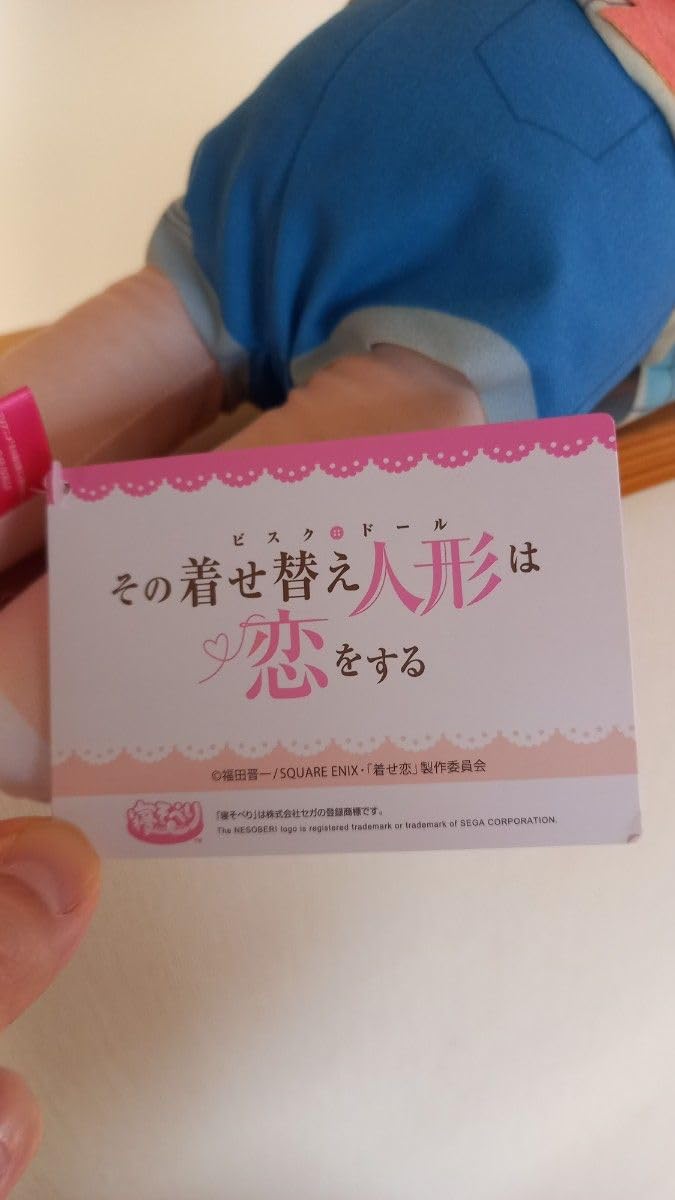 ビスク ドール
その着せ替え人形は
恋をする
©福田晋一/SQUARE ENIX・「着せ恋」製作委員会
寝そべり
TM
「寝そべり」は株式会社セガの登録商標です。
The NESOBERI logo is registered trademark or trademark of SEGA CORPORATION.